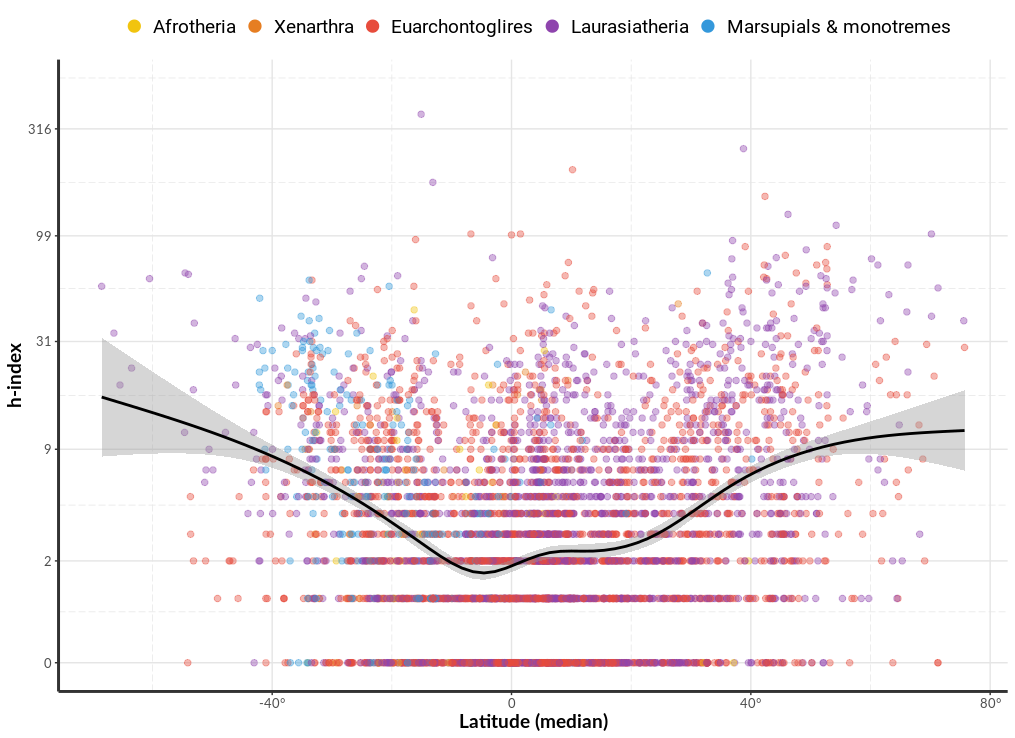 Afrotheria Xenarthra Euarchontoglires Laurasiatheria Marsupials & monotremes
316
99
31
9
2
0
h-index
-40° 0 40° 80°
Latitude (median)